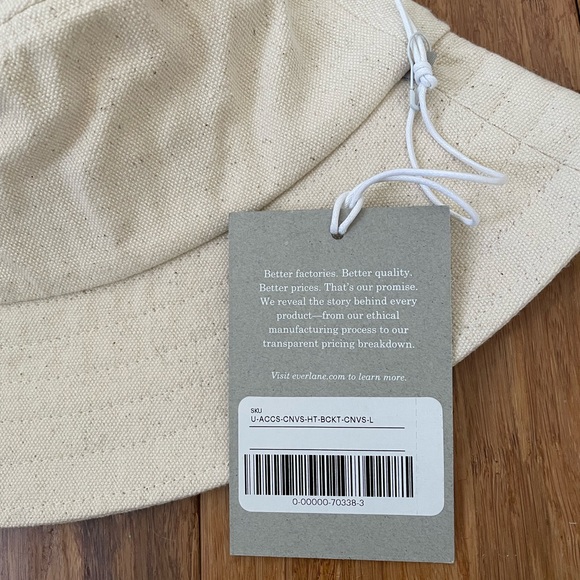 Better factories. Better quality.
Better prices. That's our promise.
We reveal the story behind every
product—from our ethical
manufacturing process to our
transparent pricing breakdown.
Visit everlane.com to learn more.
SKU
U-ACCS-CNVS-HT-BCKT-CNVS-L
0-00000-70338-3